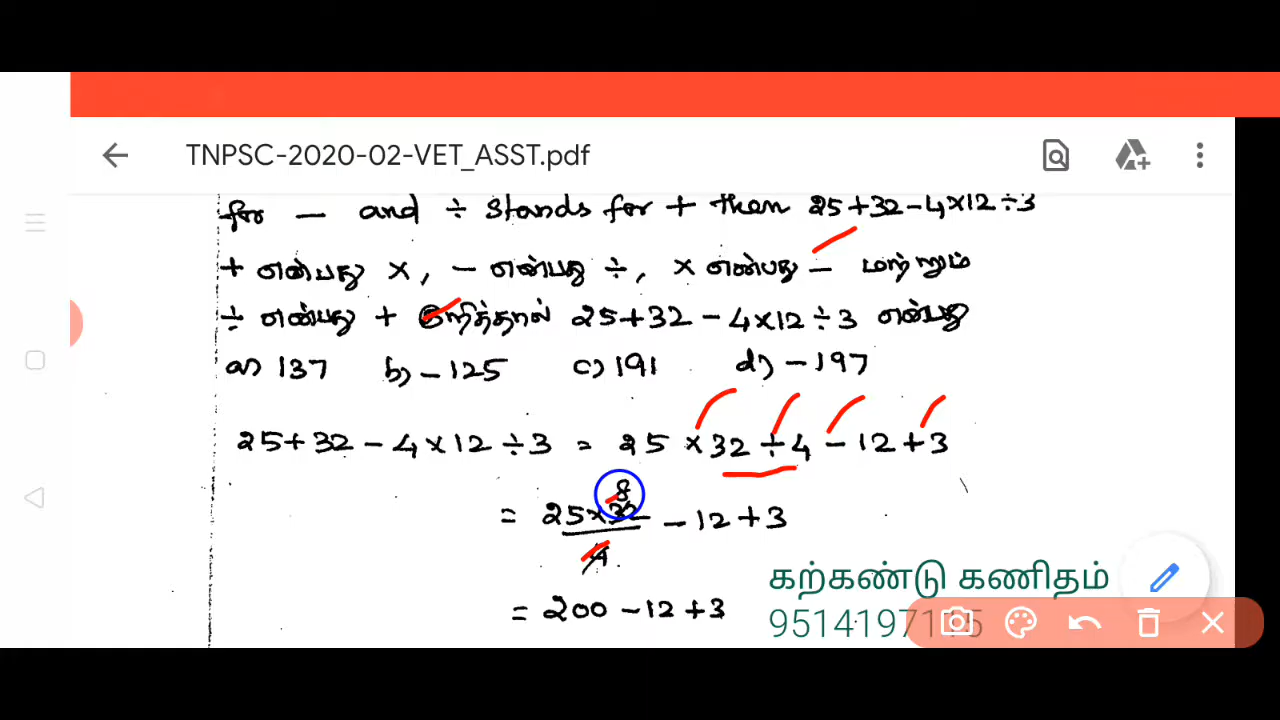 TNPSC-2020-02-VET_ASST.pdf
for – and ÷ stands for + then 25+32-4×12÷3
+ என்பது ×, – என்பது ÷, × என்பது – மற்றும்
÷ என்பது + குறித்தால் 25+32-4×12÷3 என்பது
a) 137 b) -125 c) 191 d) -197
25+32-4×12÷3 = 25×32÷4-12+3
8
= 25×32/4 -12+3
= 200-12+3
கற்கண்டு கணிதம்